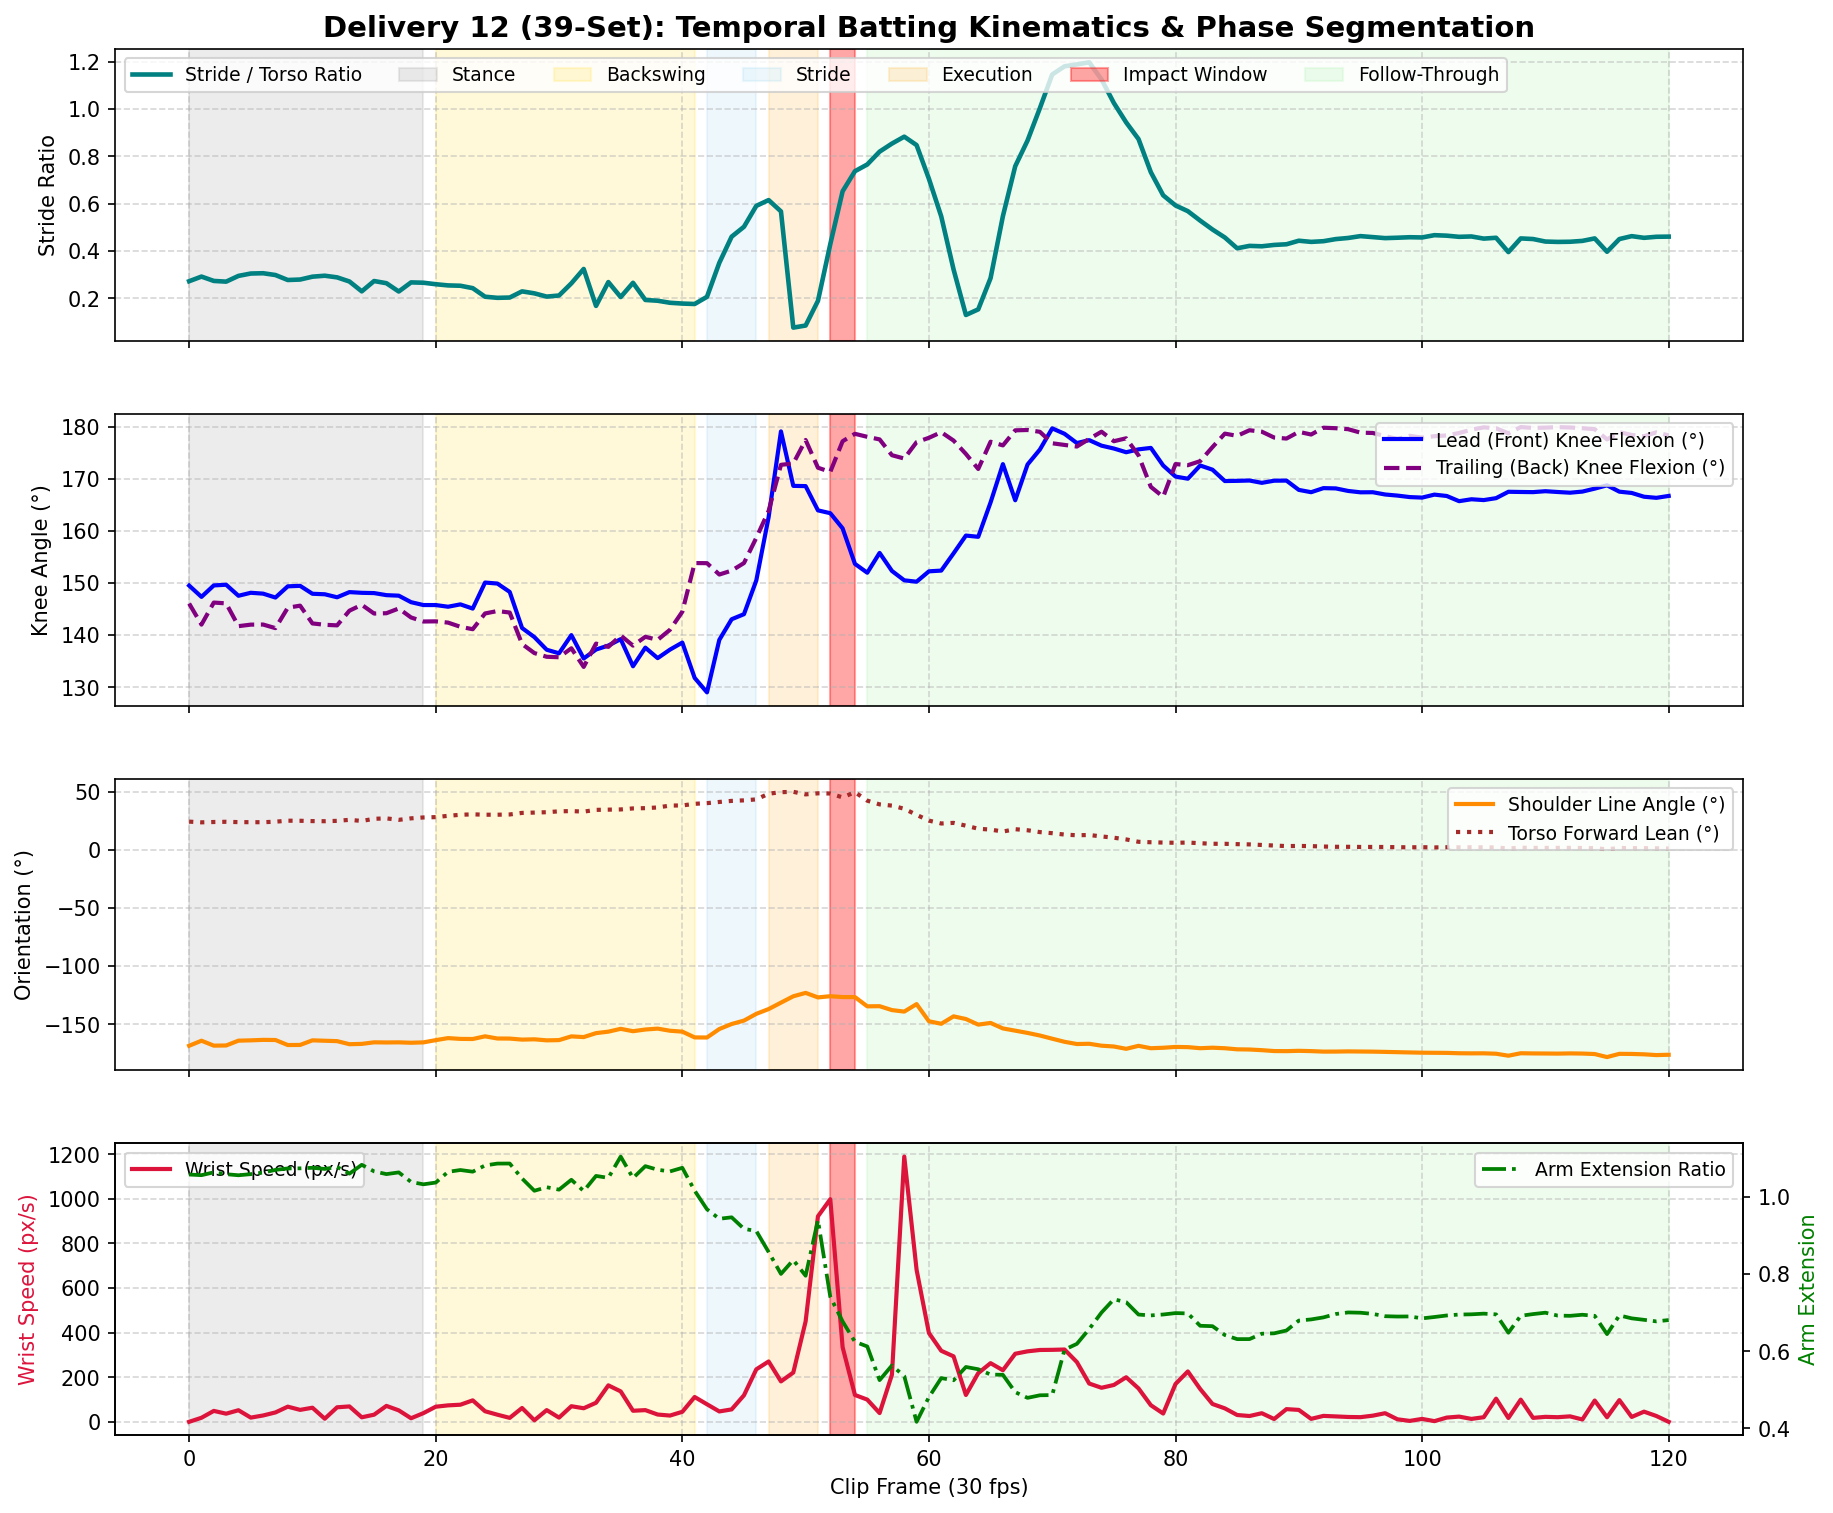 Delivery 12 (39-Set): Temporal Batting Kinematics & Phase Segmentation
Stride / Torso Ratio Stance Backswing Stride Execution Impact Window Follow-Through
Stride Ratio
1.2
1.0
0.8
0.6
0.4
0.2
Knee Angle (°)
180
170
160
150
140
130
Lead (Front) Knee Flexion (°)
Trailing (Back) Knee Flexion (°)
Orientation (°)
50
0
−50
−100
−150
Shoulder Line Angle (°)
Torso Forward Lean (°)
Wrist Speed (px/s)
1200
1000
800
600
400
200
0
Wrist Speed (px/s)
Arm Extension Ratio
1.0
0.8
0.6
0.4
Arm Extension
0 20 40 60 80 100 120
Clip Frame (30 fps)